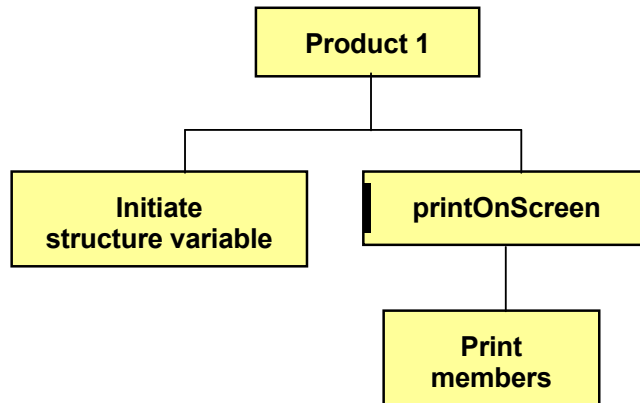 Product 1
Initiate
structure variable
printOnScreen
Print
members